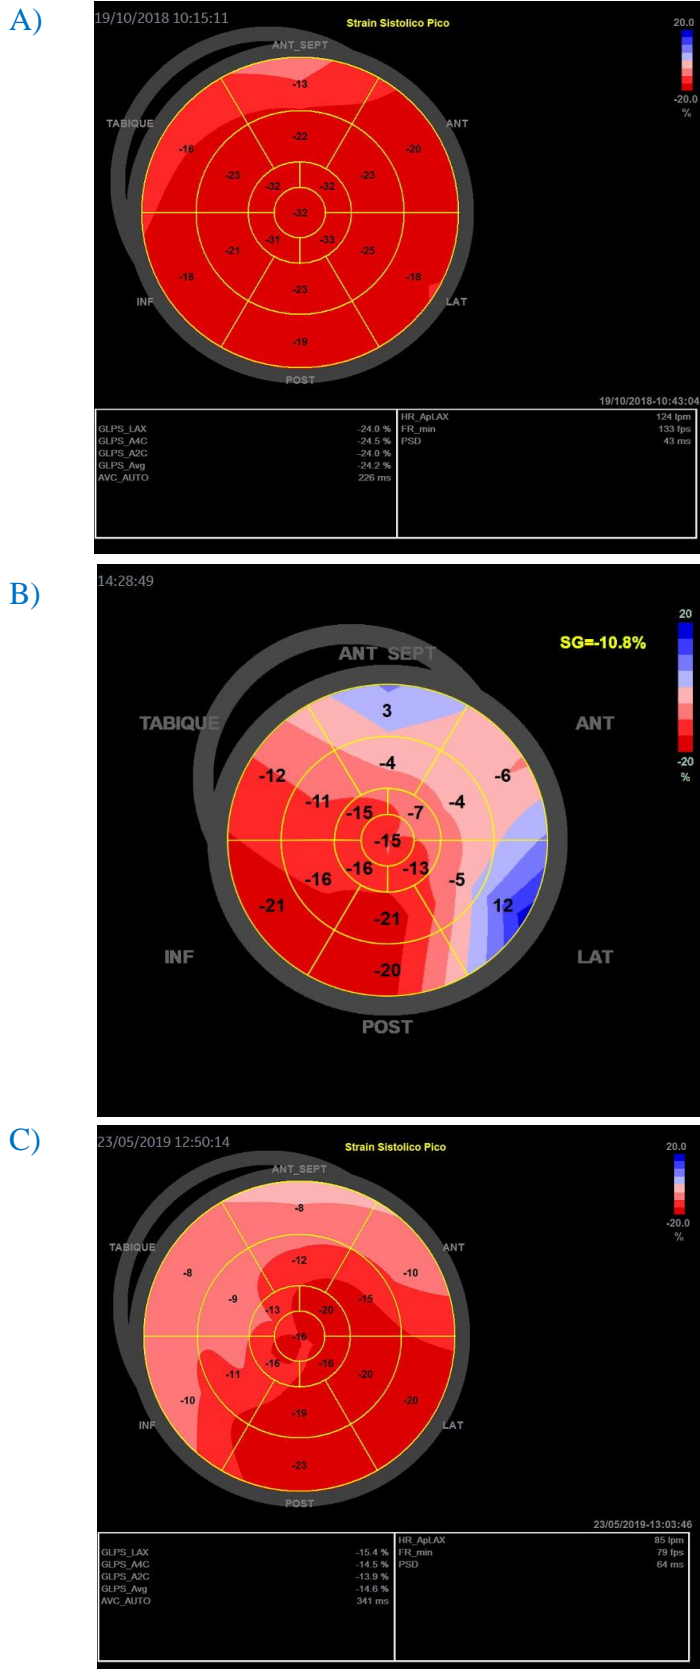 A)
19/10/2018 10:15:11
Strain Sistolico Pico
20.0
-20.0
%
ANT_SEPT
TABIQUE
ANT
-13
-16
-20
-22
-23
-23
-32
-32
-32
-31
-33
-21
-25
-18
-18
-23
INF
LAT
-19
POST
19/10/2018-10:43:04
GLPS_LAX -24.0 %
GLPS_A4C -24.5 %
GLPS_A2C -24.0 %
GLPS_Avg -24.2 %
AVC_AUTO 226 ms
HR_ApLAX 124 lpm
FR_min 133 fps
PSD 43 ms
B)
14:28:49
SG=-10.8%
20
-20
%
ANT_SEPT
TABIQUE
ANT
3
-12
-6
-4
-11
-4
-15
-7
-15
-16
-13
-16
-5
-21
12
-21
-20
INF
LAT
POST
C)
23/05/2019 12:50:14
Strain Sistolico Pico
20.0
-20.0
%
ANT_SEPT
TABIQUE
ANT
-8
-8
-10
-12
-9
-15
-13
-20
-16
-16
-16
-11
-20
-10
-20
-19
INF
LAT
-23
POST
23/05/2019-13:03:46
GLPS_LAX -15.4 %
GLPS_A4C -14.5 %
GLPS_A2C -13.9 %
GLPS_Avg -14.6 %
AVC_AUTO 341 ms
HR_ApLAX 85 lpm
FR_min 79 fps
PSD 64 ms